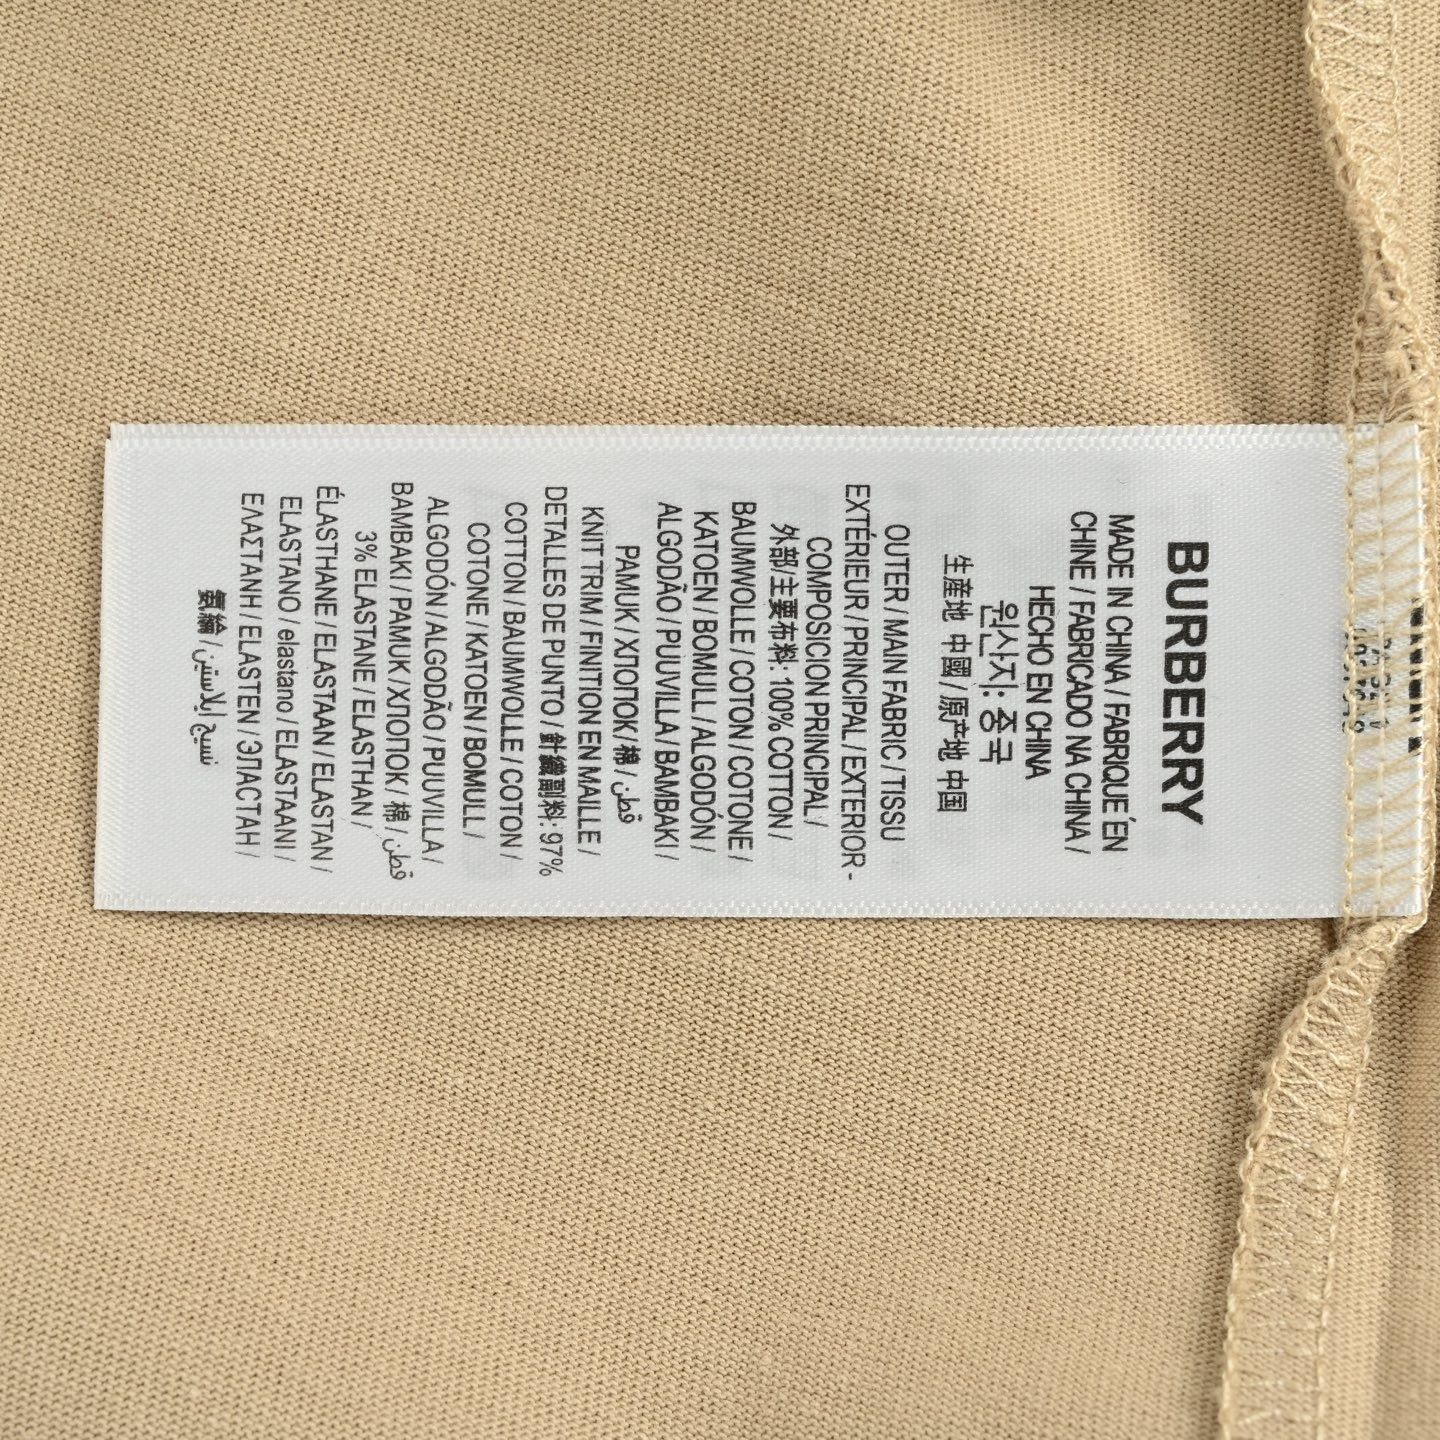 BURBERRY
MADE IN CHINA / FABRIQUÉ EN
CHINE / FABRICADO NA CHINA /
HECHO EN CHINA
원산지: 중국
生産地 中國 / 原产地 中国
OUTER / MAIN FABRIC / TISSU
EXTÉRIEUR / PRINCIPAL / EXTERIOR-
COMPOSICION PRINCIPAL /
外部/主要布料: 100% COTTON /
BAUMWOLLE / COTON / COTONE /
KATOEN / BOMULL / ALGODÓN /
ALGODÃO / PUUVILLA / BAMBAKI /
PAMUK / ХЛОПОК / 棉 / قطن
KNIT TRIM / FINITION EN MAILLE /
DETALLES DE PUNTO / 針織副料: 97%
COTTON / BAUMWOLLE / COTON /
COTONE / KATOEN / BOMULL /
ALGODÓN / ALGODÃO / PUUVILLA /
BAMBAKI / PAMUK / ХЛОПОК / 棉 / قطن
3% ELASTANE / ELASTHAN /
ÉLASTHANE / ELASTAAN / ELASTAN /
ELASTANO / elastano / ELASTAANI /
ΕΛΑΣΤΑΝΗ / ELASTEN / ЭЛАСТАН /
氨綸 / نسيج إيلاستين